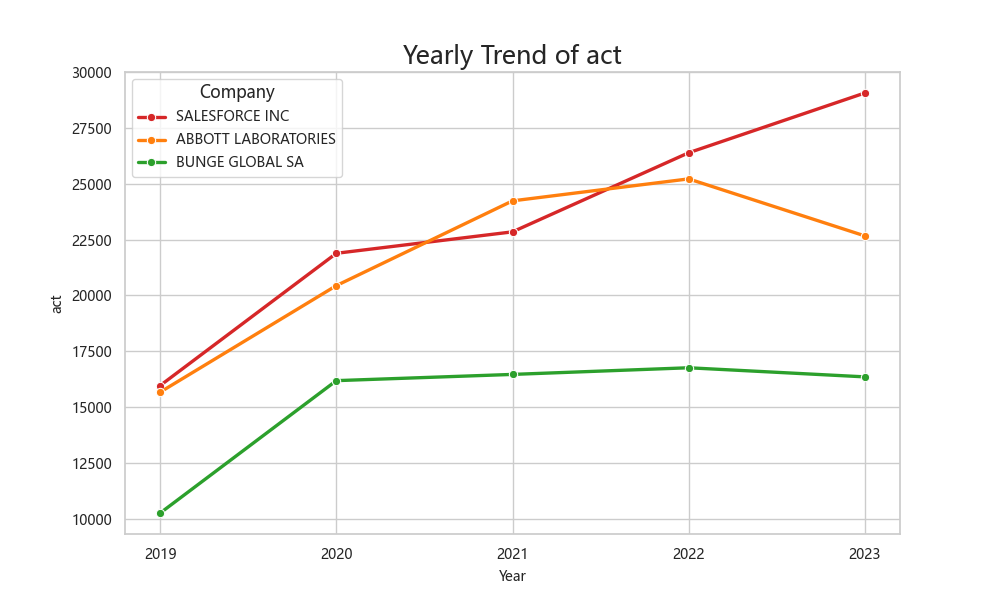 Yearly Trend of act
30000
27500
25000
22500
20000
17500
15000
12500
10000
act
Company
SALESFORCE INC
ABBOTT LABORATORIES
BUNGE GLOBAL SA
2019 2020 2021 2022 2023
Year